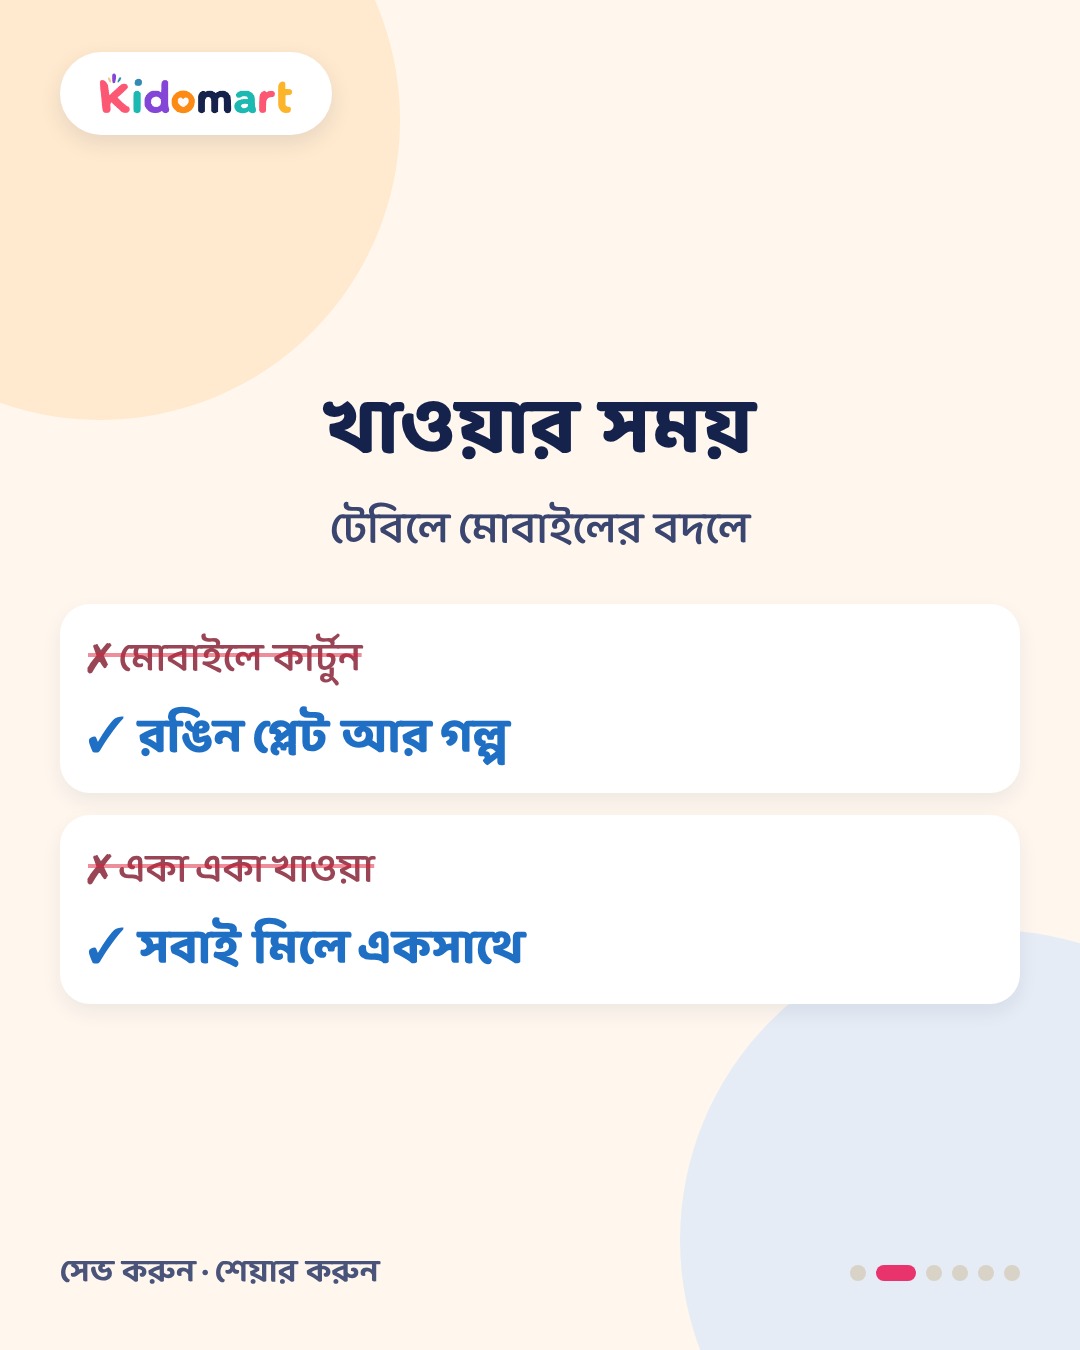 Kidomart
খাওয়ার সময়
টেবিলে মোবাইলের বদলে
✗ মোবাইলে কার্টুন
✓ রঙিন প্লেট আর গল্প
✗ একা একা খাওয়া
✓ সবাই মিলে একসাথে
সেভ করুন · শেয়ার করুন